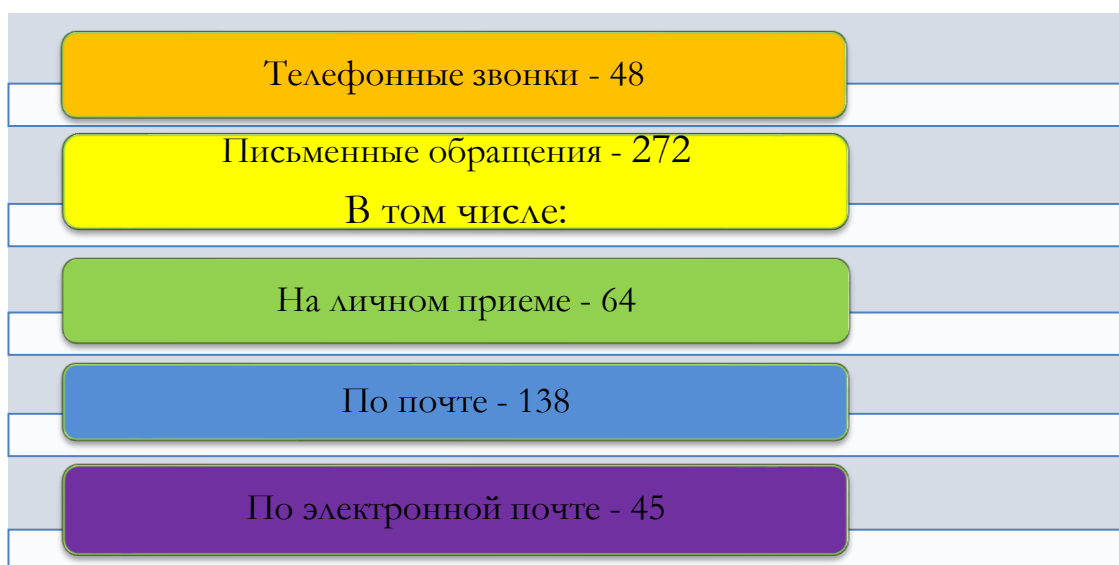 Телефонные звонки - 48
Письменные обращения - 272
В том числе:
На личном приеме - 64
По почте - 138
По электронной почте - 45